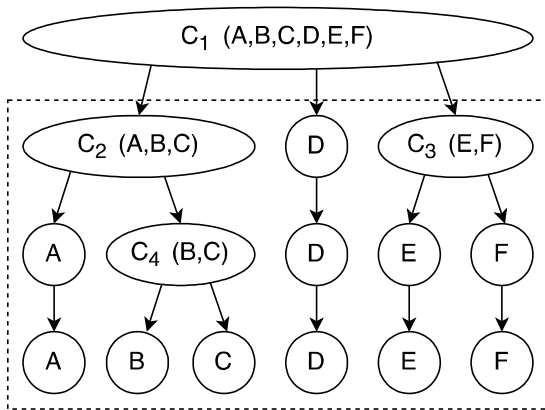 C₁ (A,B,C,D,E,F)
C₂ (A,B,C) D C₃ (E,F)
A C₄ (B,C) D E F
A B C D E F